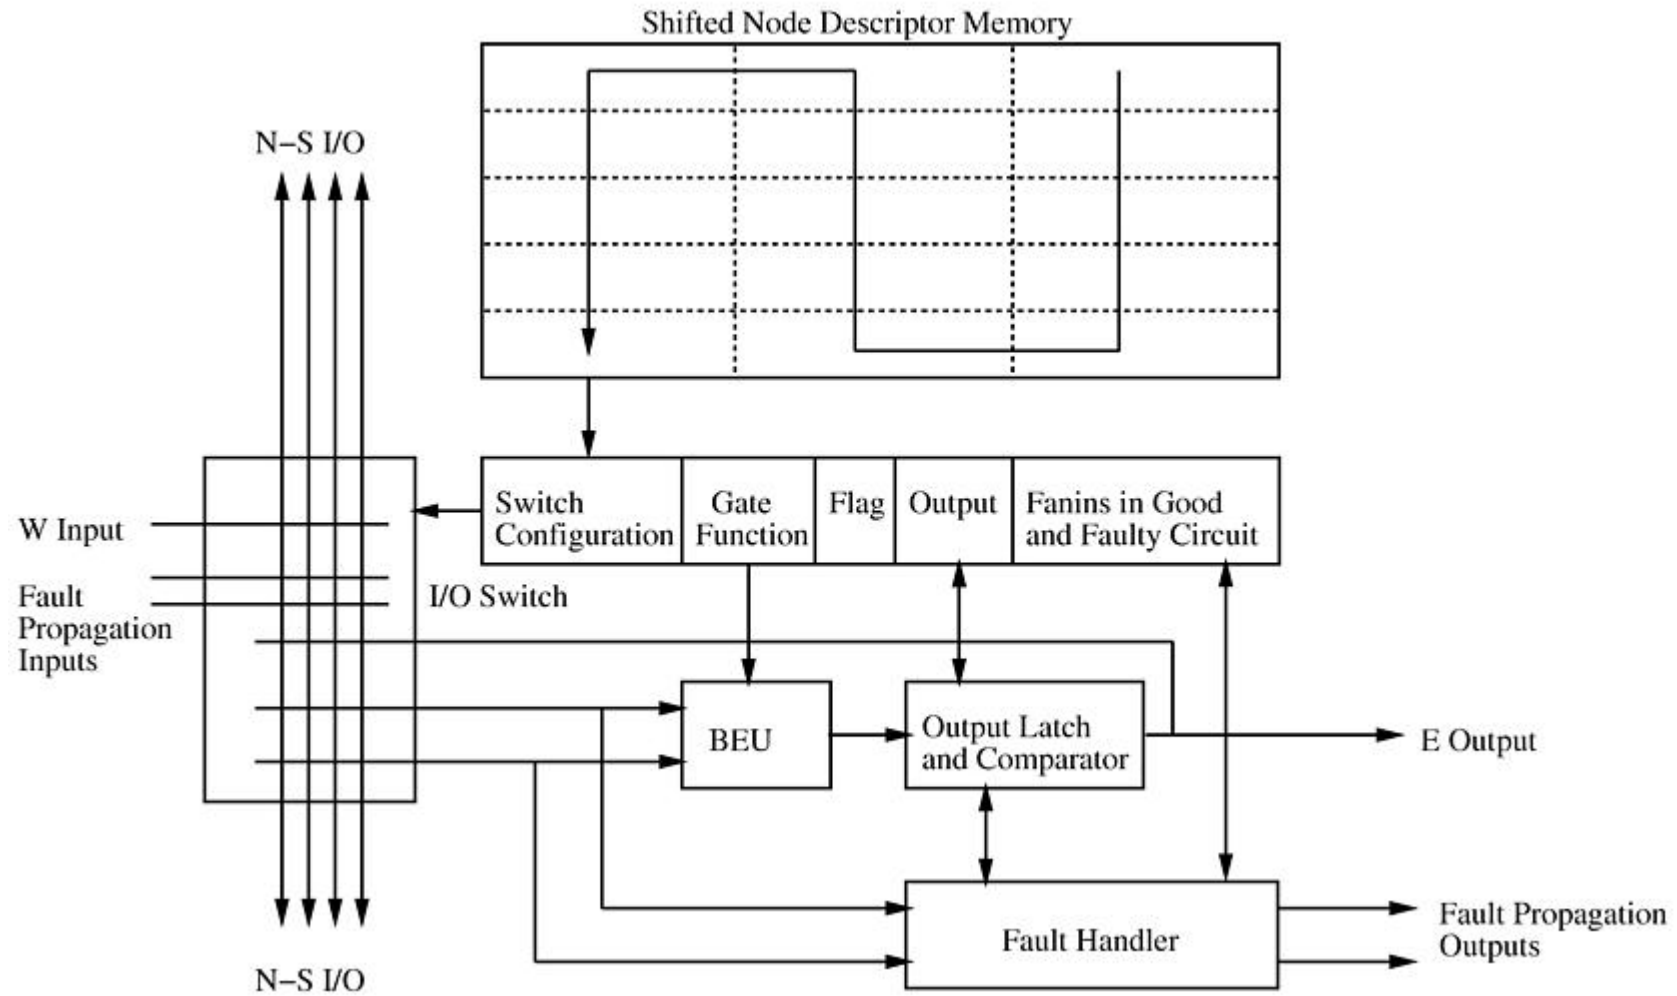 Shifted Node Descriptor Memory
N–S I/O
Switch
Configuration
Gate
Function
Flag
Output
Fanins in Good
and Faulty Circuit
W Input
Fault
Propagation
Inputs
I/O Switch
BEU
Output Latch
and Comparator
E Output
Fault Handler
Fault Propagation
Outputs
N–S I/O